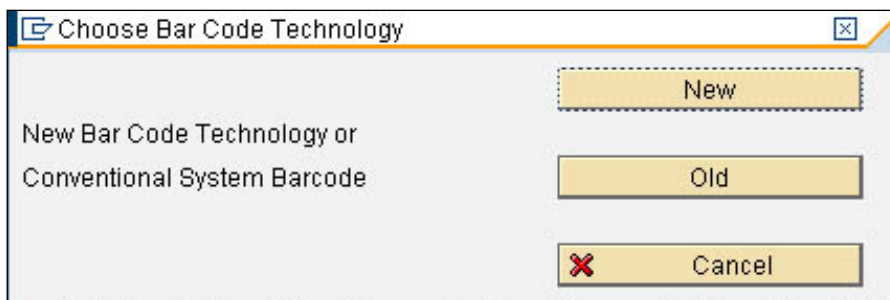 Choose Bar Code Technology
New
New Bar Code Technology or
Conventional System Barcode
Old
Cancel